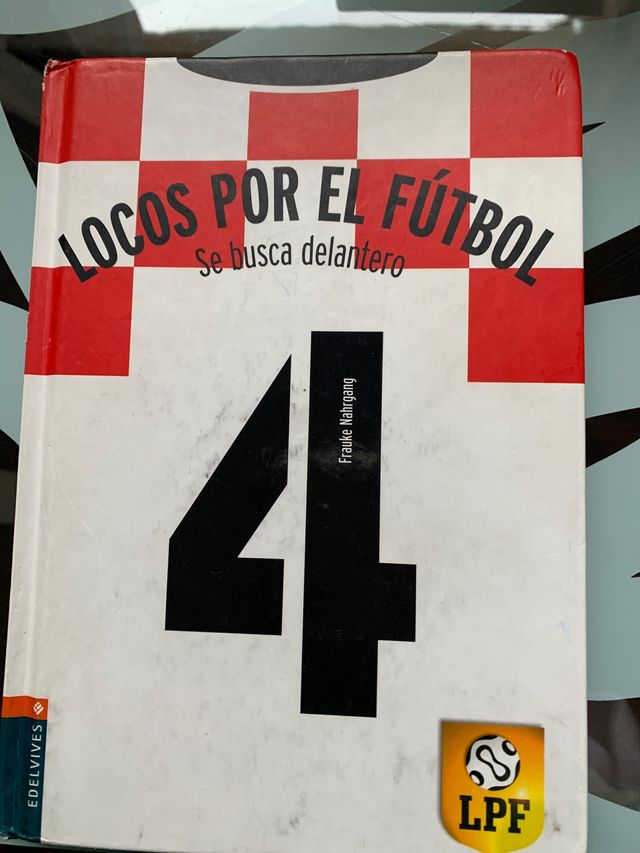 LOCOS POR EL FÚTBOL
Se busca delantero
4
Frauke Nahrgang
EDELVIVES
LPF